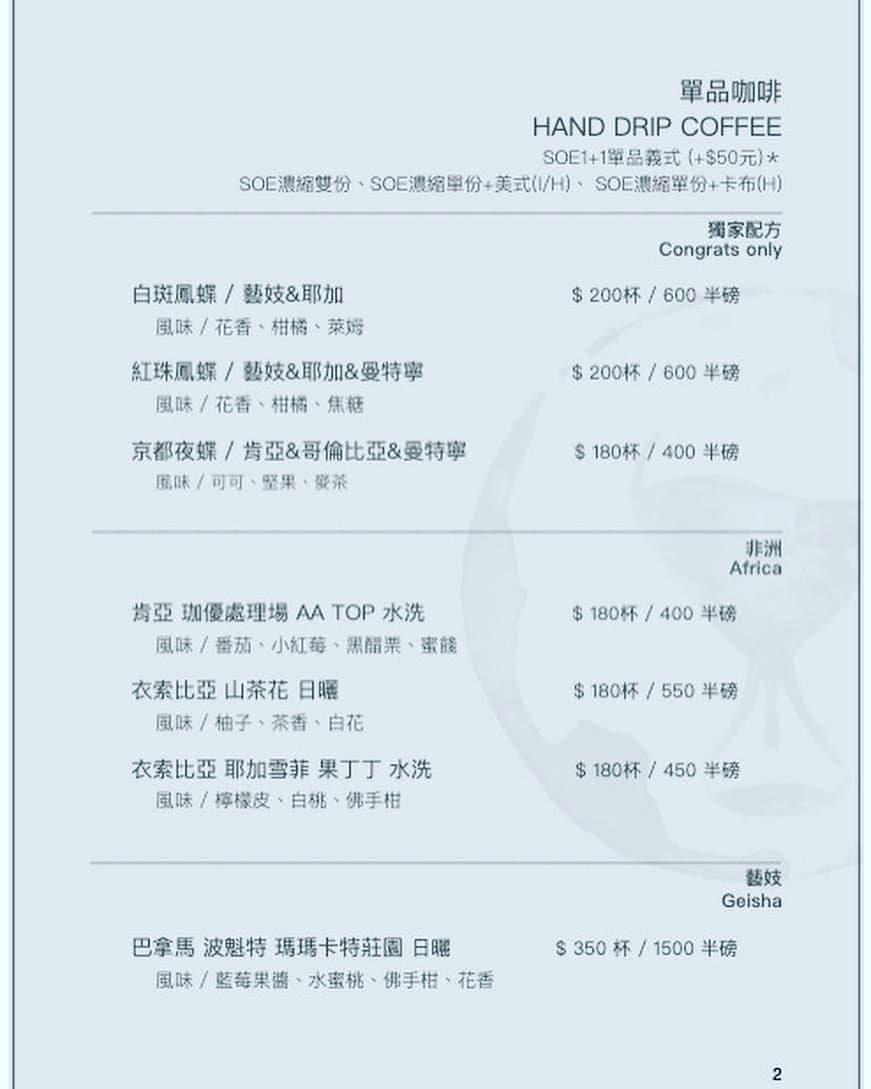 單品咖啡
HAND DRIP COFFEE
SOE1+1單品義式 (+$50元)＊
SOE濃縮雙份、SOE濃縮單份+美式(I/H)、 SOE濃縮單份+卡布(H)
獨家配方
Congrats only
白斑鳳蝶 / 藝妓&耶加 $ 200杯 / 600 半磅
風味 / 花香、柑橘、萊姆
紅珠鳳蝶 / 藝妓&耶加&曼特寧 $ 200杯 / 600 半磅
風味 / 花香、柑橘、焦糖
京都夜蝶 / 肯亞&哥倫比亞&曼特寧 $ 180杯 / 400 半磅
風味 / 可可、堅果、麥茶
非洲
Africa
肯亞 珈優處理場 AA TOP 水洗 $ 180杯 / 400 半磅
風味 / 番茄、小紅莓、黑醋栗、蜜餞
衣索比亞 山茶花 日曬 $ 180杯 / 550 半磅
風味 / 柚子、茶香、白花
衣索比亞 耶加雪菲 果丁丁 水洗 $ 180杯 / 450 半磅
風味 / 檸檬皮、白桃、佛手柑
藝妓
Geisha
巴拿馬 波魁特 瑪瑪卡特莊園 日曬 $ 350 杯 / 1500 半磅
風味 / 藍莓果醬、水蜜桃、佛手柑、花香
2